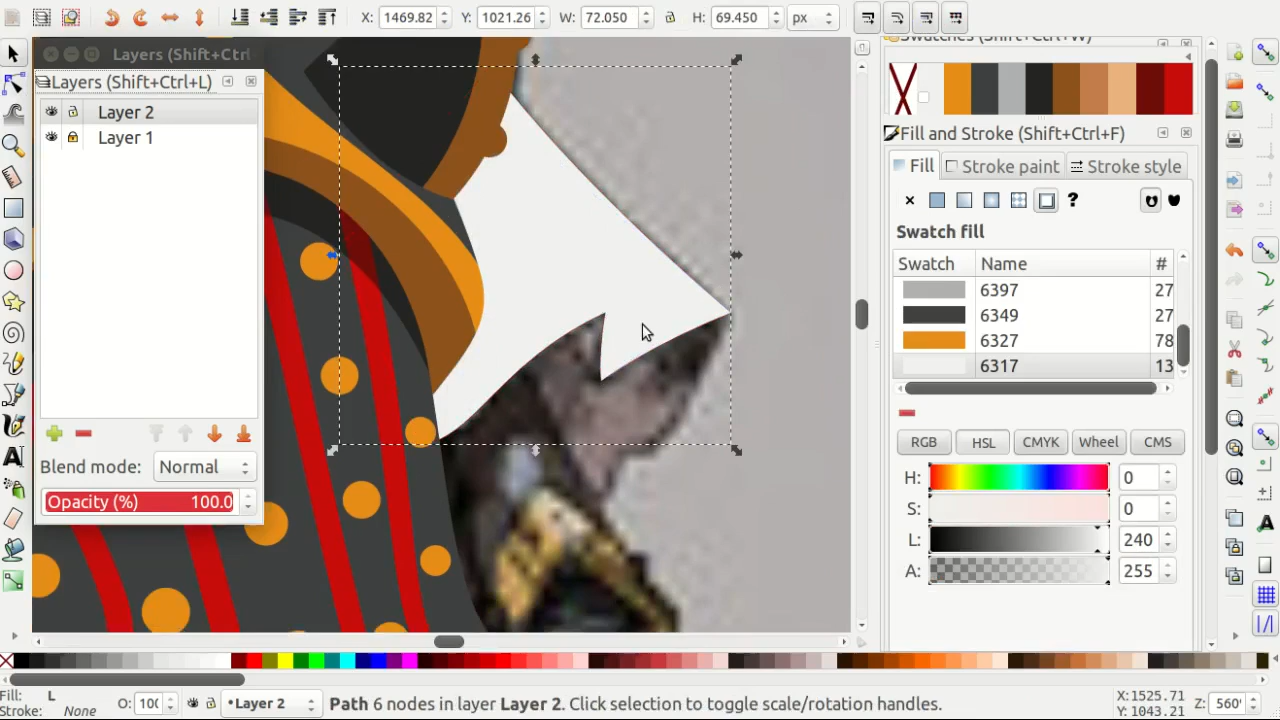 X: 1469.82 Y: 1021.26 W: 72.050 H: 69.450 px
Layers (Shift+Ctrl
Layers (Shift+Ctrl+L)
Layer 2
Layer 1
Blend mode: Normal
Opacity (%) 100.0
Swatches (Shift+Ctrl+W)
Fill and Stroke (Shift+Ctrl+F)
Fill Stroke paint Stroke style
?
Swatch fill
Swatch Name #
6397 27
6349 27
6327 78
6317 13
RGB HSL CMYK Wheel CMS
H: 0
S: 0
L: 240
A: 255
Fill: L
Stroke: None
O: 100
•Layer 2
Path 6 nodes in layer Layer 2. Click selection to toggle scale/rotation handles.
X:1525.71
Y:1043.21
Z: 560